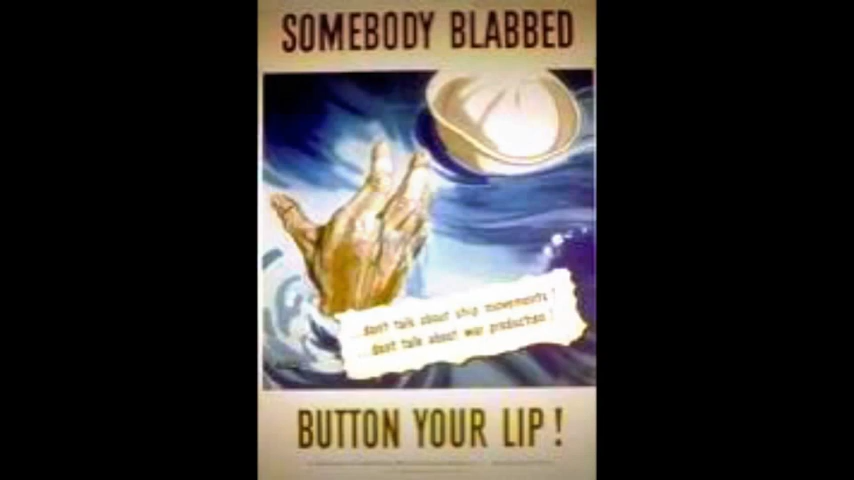 SOMEBODY BLABBED
...don't talk about ship movements!
...don't talk about war production!
BUTTON YOUR LIP!